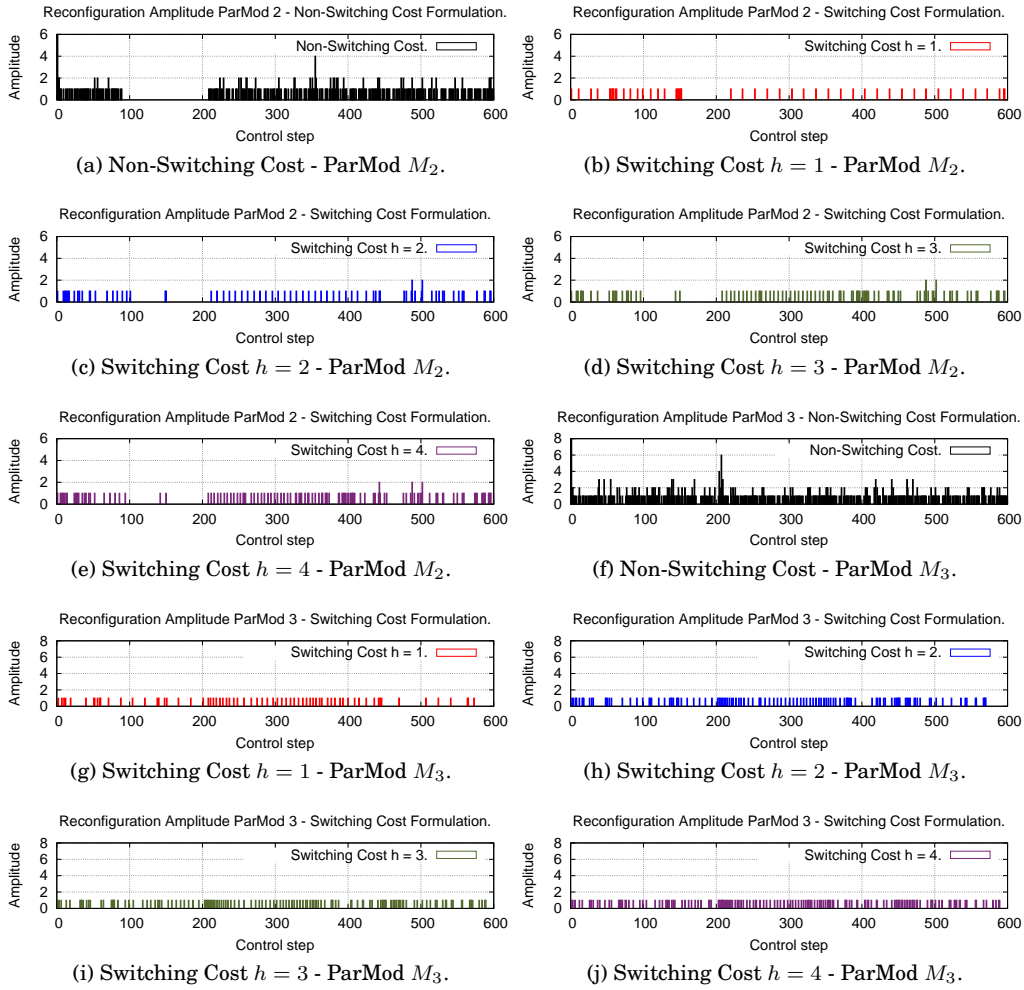 Reconfiguration Amplitude ParMod 2 - Non-Switching Cost Formulation.
Amplitude
6
4
2
0
Non-Switching Cost.
0 100 200 300 400 500 600
Control step
(a) Non-Switching Cost - ParMod M2.
Reconfiguration Amplitude ParMod 2 - Switching Cost Formulation.
Amplitude
6
4
2
0
Switching Cost h = 1.
0 100 200 300 400 500 600
Control step
(b) Switching Cost h = 1 - ParMod M2.
Reconfiguration Amplitude ParMod 2 - Switching Cost Formulation.
Amplitude
6
4
2
0
Switching Cost h = 2.
0 100 200 300 400 500 600
Control step
(c) Switching Cost h = 2 - ParMod M2.
Reconfiguration Amplitude ParMod 2 - Switching Cost Formulation.
Amplitude
6
4
2
0
Switching Cost h = 3.
0 100 200 300 400 500 600
Control step
(d) Switching Cost h = 3 - ParMod M2.
Reconfiguration Amplitude ParMod 2 - Switching Cost Formulation.
Amplitude
6
4
2
0
Switching Cost h = 4.
0 100 200 300 400 500 600
Control step
(e) Switching Cost h = 4 - ParMod M2.
Reconfiguration Amplitude ParMod 3 - Non-Switching Cost Formulation.
Amplitude
8
6
4
2
0
Non-Switching Cost.
0 100 200 300 400 500 600
Control step
(f) Non-Switching Cost - ParMod M3.
Reconfiguration Amplitude ParMod 3 - Switching Cost Formulation.
Amplitude
8
6
4
2
0
Switching Cost h = 1.
0 100 200 300 400 500 600
Control step
(g) Switching Cost h = 1 - ParMod M3.
Reconfiguration Amplitude ParMod 3 - Switching Cost Formulation.
Amplitude
8
6
4
2
0
Switching Cost h = 2.
0 100 200 300 400 500 600
Control step
(h) Switching Cost h = 2 - ParMod M3.
Reconfiguration Amplitude ParMod 3 - Switching Cost Formulation.
Amplitude
8
6
4
2
0
Switching Cost h = 3.
0 100 200 300 400 500 600
Control step
(i) Switching Cost h = 3 - ParMod M3.
Reconfiguration Amplitude ParMod 3 - Switching Cost Formulation.
Amplitude
8
6
4
2
0
Switching Cost h = 4.
0 100 200 300 400 500 600
Control step
(j) Switching Cost h = 4 - ParMod M3.